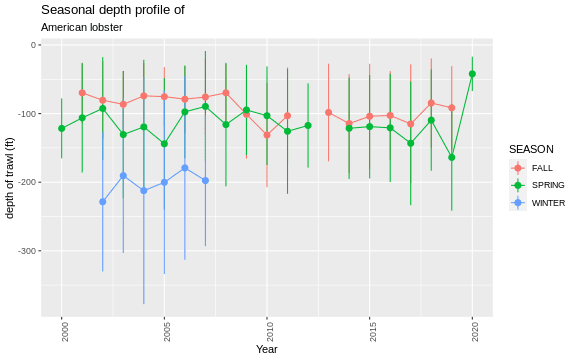 Seasonal depth profile of
American lobster
0
-100
-200
-300
depth of trawl (ft)
2000
2005
2010
2015
2020
Year
SEASON
FALL
SPRING
WINTER